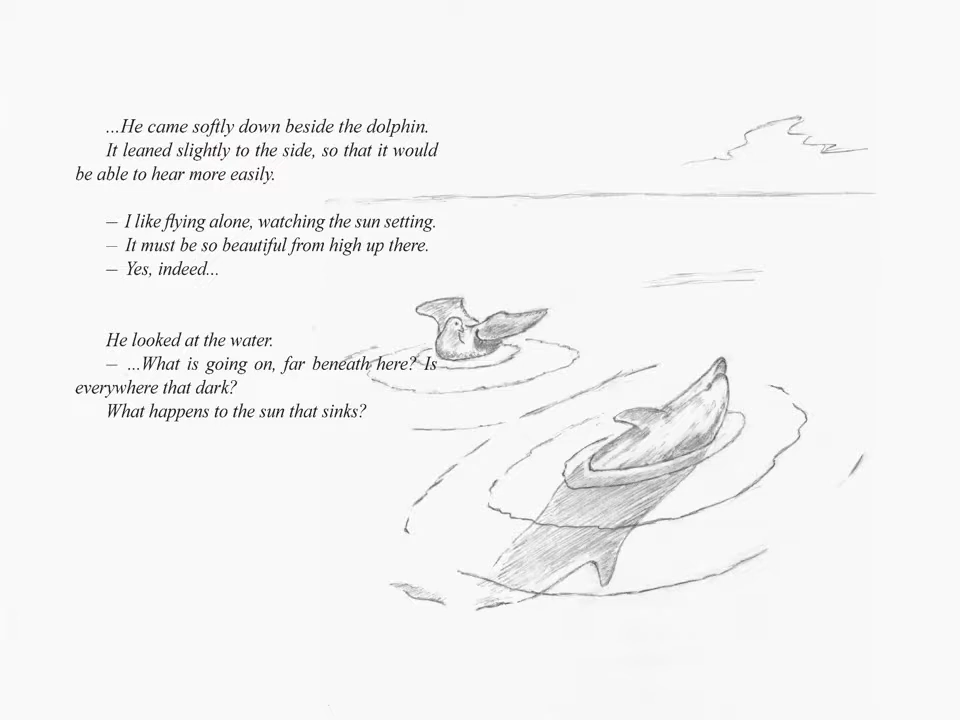 ...He came softly down beside the dolphin.
It leaned slightly to the side, so that it would
be able to hear more easily.
– I like flying alone, watching the sun setting.
– It must be so beautiful from high up there.
– Yes, indeed...
He looked at the water.
– ...What is going on, far beneath here? Is
everywhere that dark?
What happens to the sun that sinks?